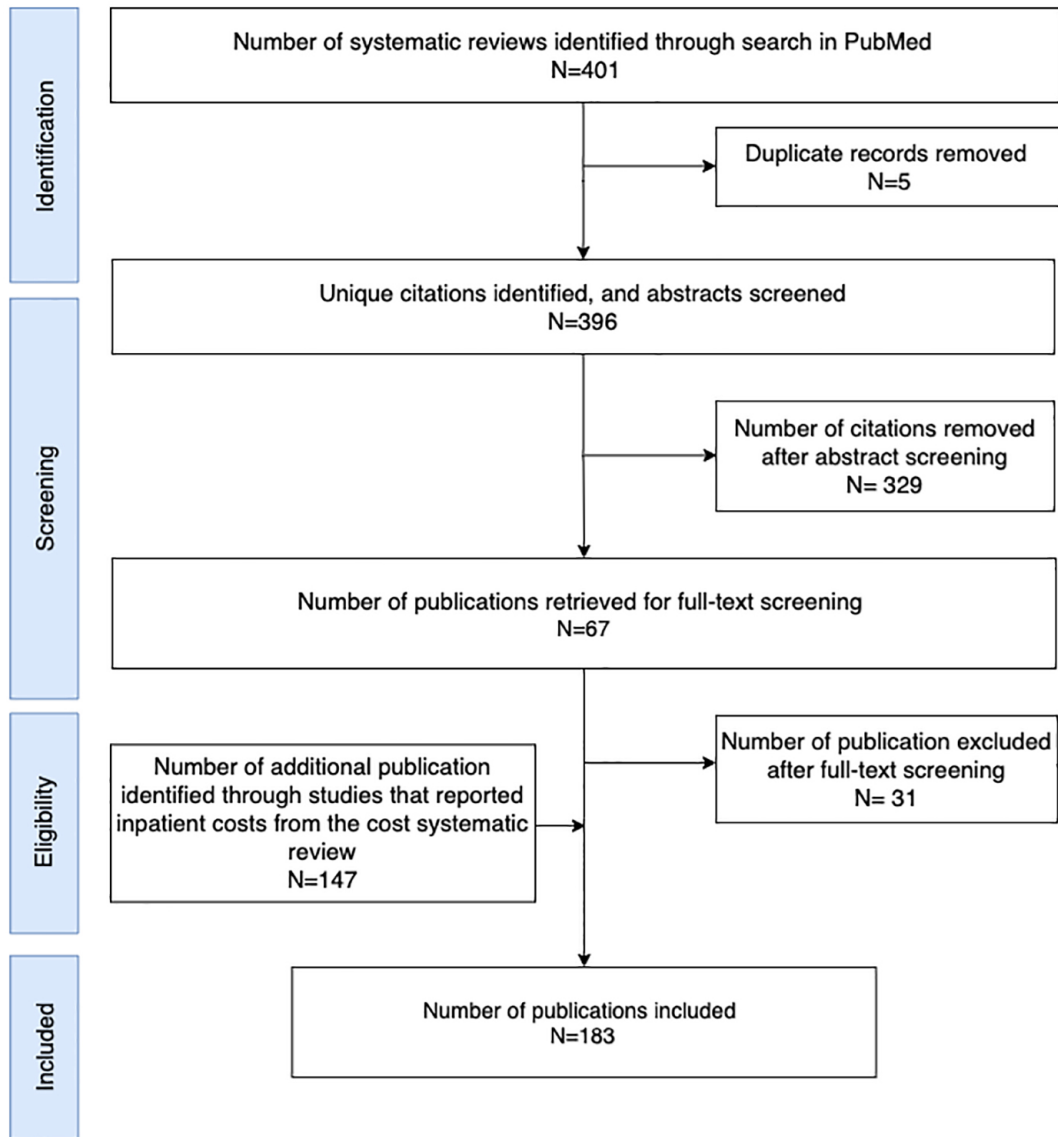 Identification
Number of systematic reviews identified through search in PubMed
N=401
Duplicate records removed
N=5
Screening
Unique citations identified, and abstracts screened
N=396
Number of citations removed
after abstract screening
N= 329
Number of publications retrieved for full-text screening
N=67
Eligibility
Number of publication excluded
after full-text screening
N= 31
Number of additional publication
identified through studies that reported
inpatient costs from the cost systematic
review
N=147
Included
Number of publications included
N=183